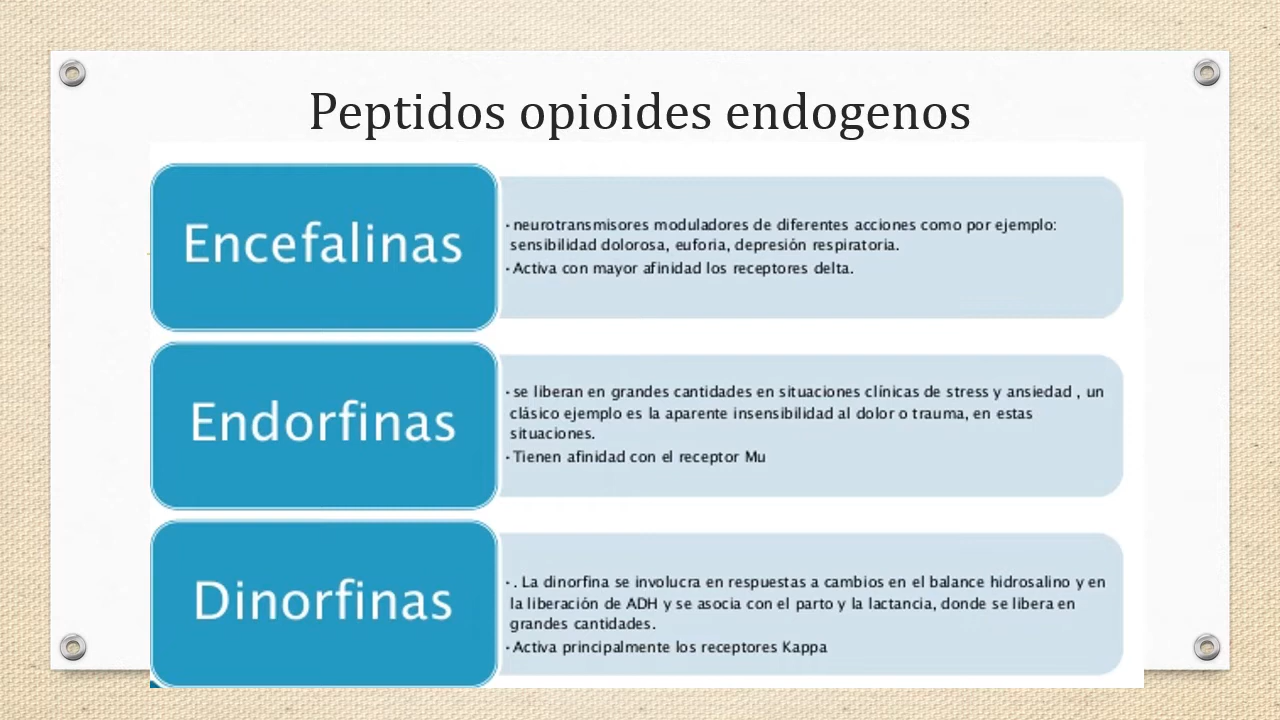 Peptidos opioides endogenos
Encefalinas
• neurotransmisores moduladores de diferentes acciones como por ejemplo:
sensibilidad dolorosa, euforia, depresión respiratoria.
• Activa con mayor afinidad los receptores delta.
Endorfinas
• se liberan en grandes cantidades en situaciones clínicas de stress y ansiedad , un
clásico ejemplo es la aparente insensibilidad al dolor o trauma, en estas
situaciones.
• Tienen afinidad con el receptor Mu
Dinorfinas
• . La dinorfina se involucra en respuestas a cambios en el balance hidrosalino y en
la liberación de ADH y se asocia con el parto y la lactancia, donde se libera en
grandes cantidades.
• Activa principalmente los receptores Kappa